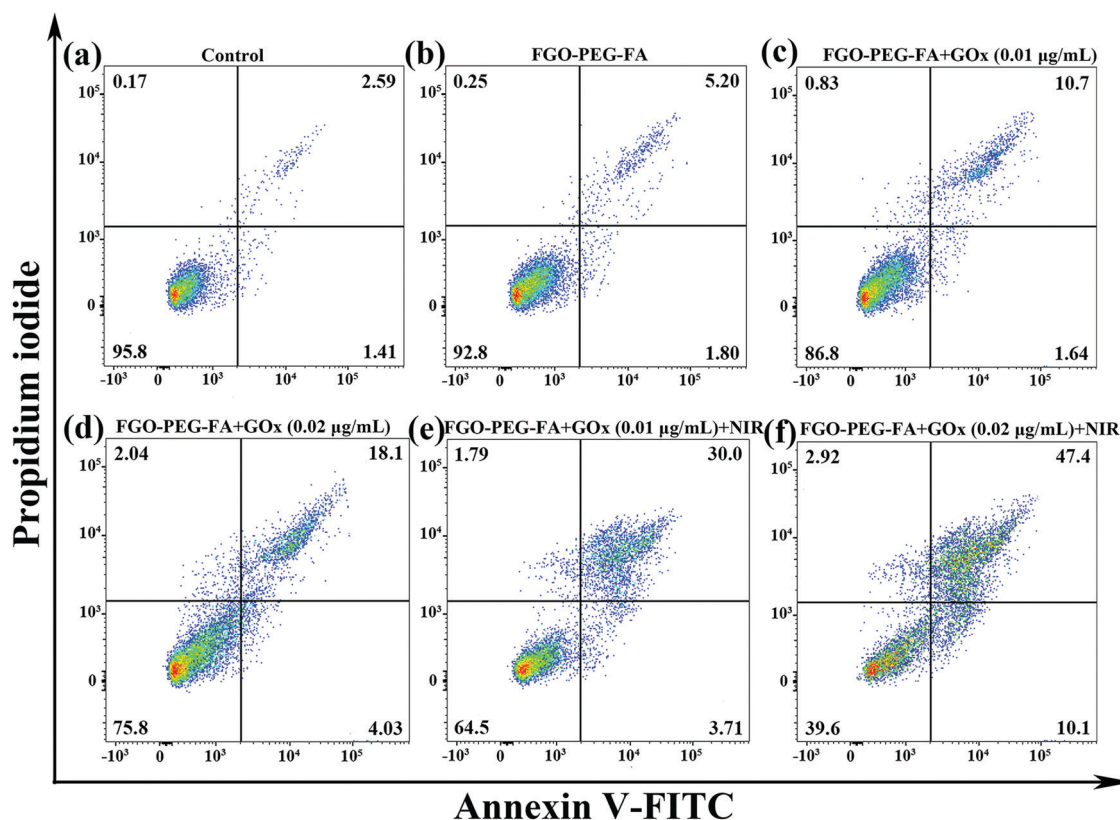 (a) Control
0.17 2.59
10⁵
10⁴
10³
0
95.8 1.41
-10³ 0 10³ 10⁴ 10⁵
(b) FGO-PEG-FA
0.25 5.20
10⁵
10⁴
10³
0
92.8 1.80
-10³ 0 10³ 10⁴ 10⁵
(c) FGO-PEG-FA+GOx (0.01 μg/mL)
0.83 10.7
10⁵
10⁴
10³
0
86.8 1.64
-10³ 0 10³ 10⁴ 10⁵
(d) FGO-PEG-FA+GOx (0.02 μg/mL)
2.04 18.1
10⁵
10⁴
10³
0
75.8 4.03
-10³ 0 10³ 10⁴ 10⁵
(e) FGO-PEG-FA+GOx (0.01 μg/mL)+NIR
1.79 30.0
10⁵
10⁴
10³
0
64.5 3.71
-10³ 0 10³ 10⁴ 10⁵
(f) FGO-PEG-FA+GOx (0.02 μg/mL)+NIR
2.92 47.4
10⁵
10⁴
10³
0
39.6 10.1
-10³ 0 10³ 10⁴ 10⁵
Propidium iodide
Annexin V-FITC